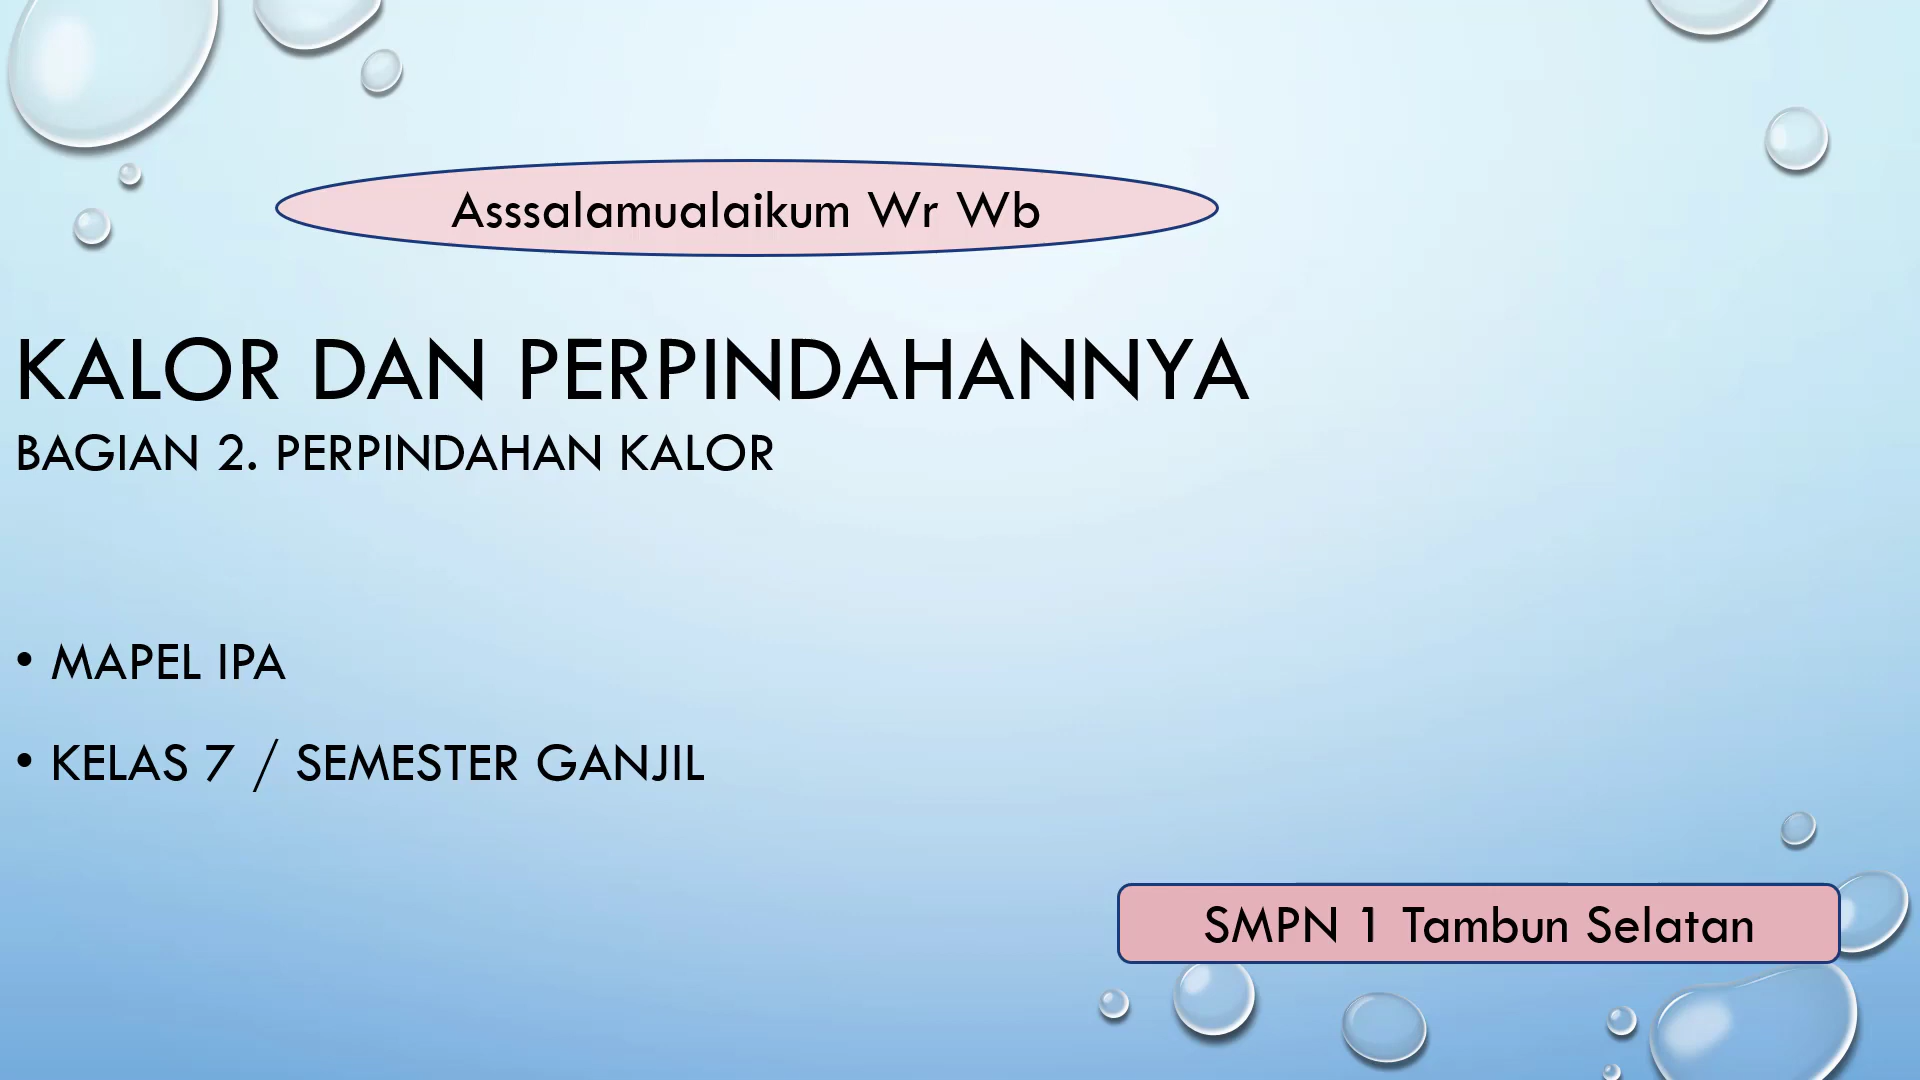 Asssalamualaikum Wr Wb
KALOR DAN PERPINDAHANNYA
BAGIAN 2. PERPINDAHAN KALOR
• MAPEL IPA
• KELAS 7 / SEMESTER GANJIL
SMPN 1 Tambun Selatan